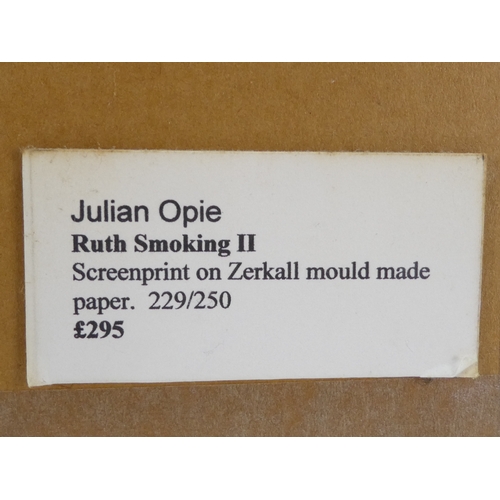 Julian Opie
Ruth Smoking II
Screenprint on Zerkall mould made
paper.  229/250
£295